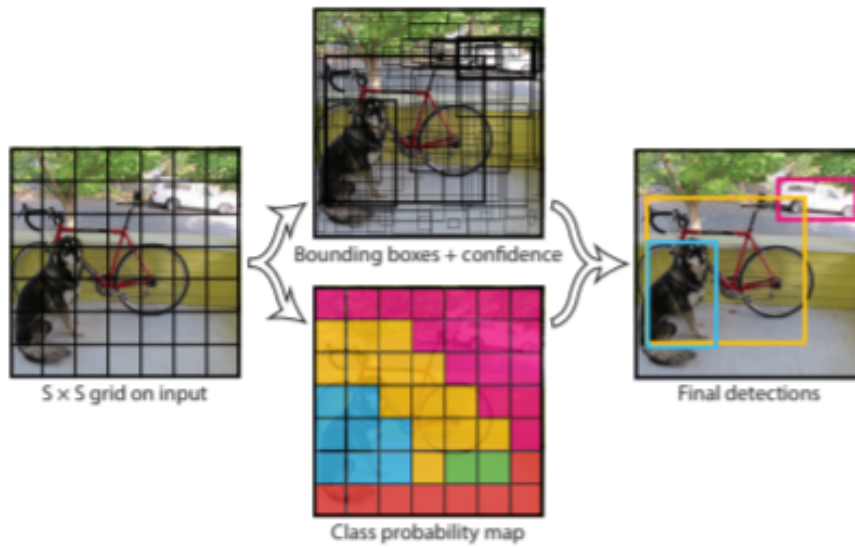 Bounding boxes + confidence
S × S grid on input
Final detections
Class probability map